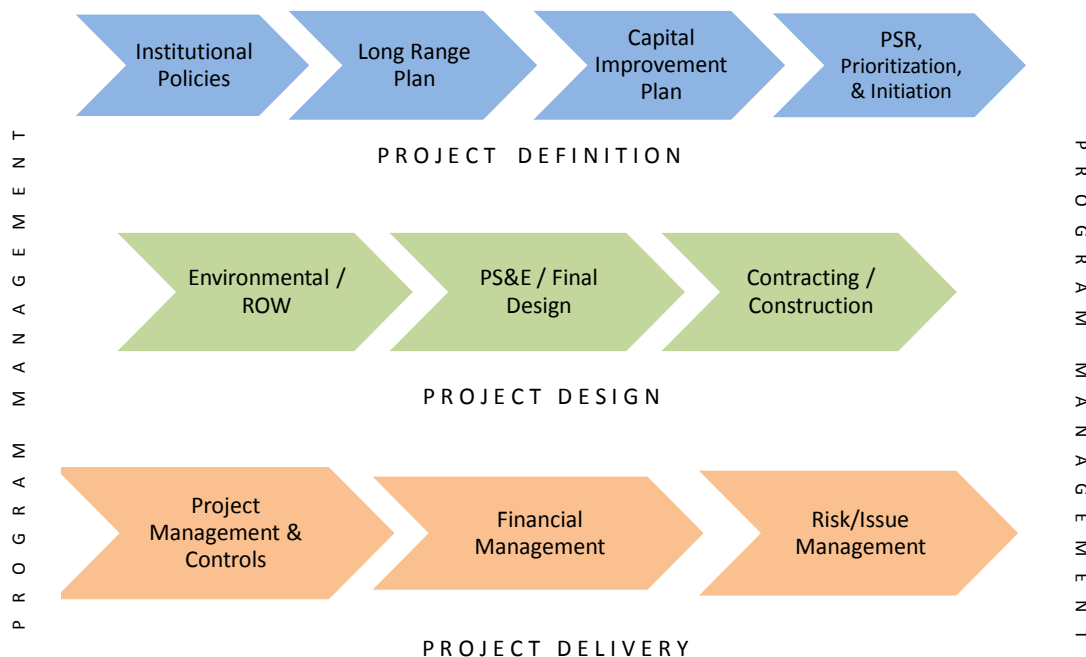 Institutional
Policies
Long Range
Plan
Capital
Improvement
Plan
PSR,
Prioritization,
& Initiation
PROJECT DEFINITION
Environmental /
ROW
PS&E / Final
Design
Contracting /
Construction
PROJECT DESIGN
Project
Management &
Controls
Financial
Management
Risk/Issue
Management
PROJECT DELIVERY
PROGRAM MANAGEMENT
PROGRAM MANAGEMENT